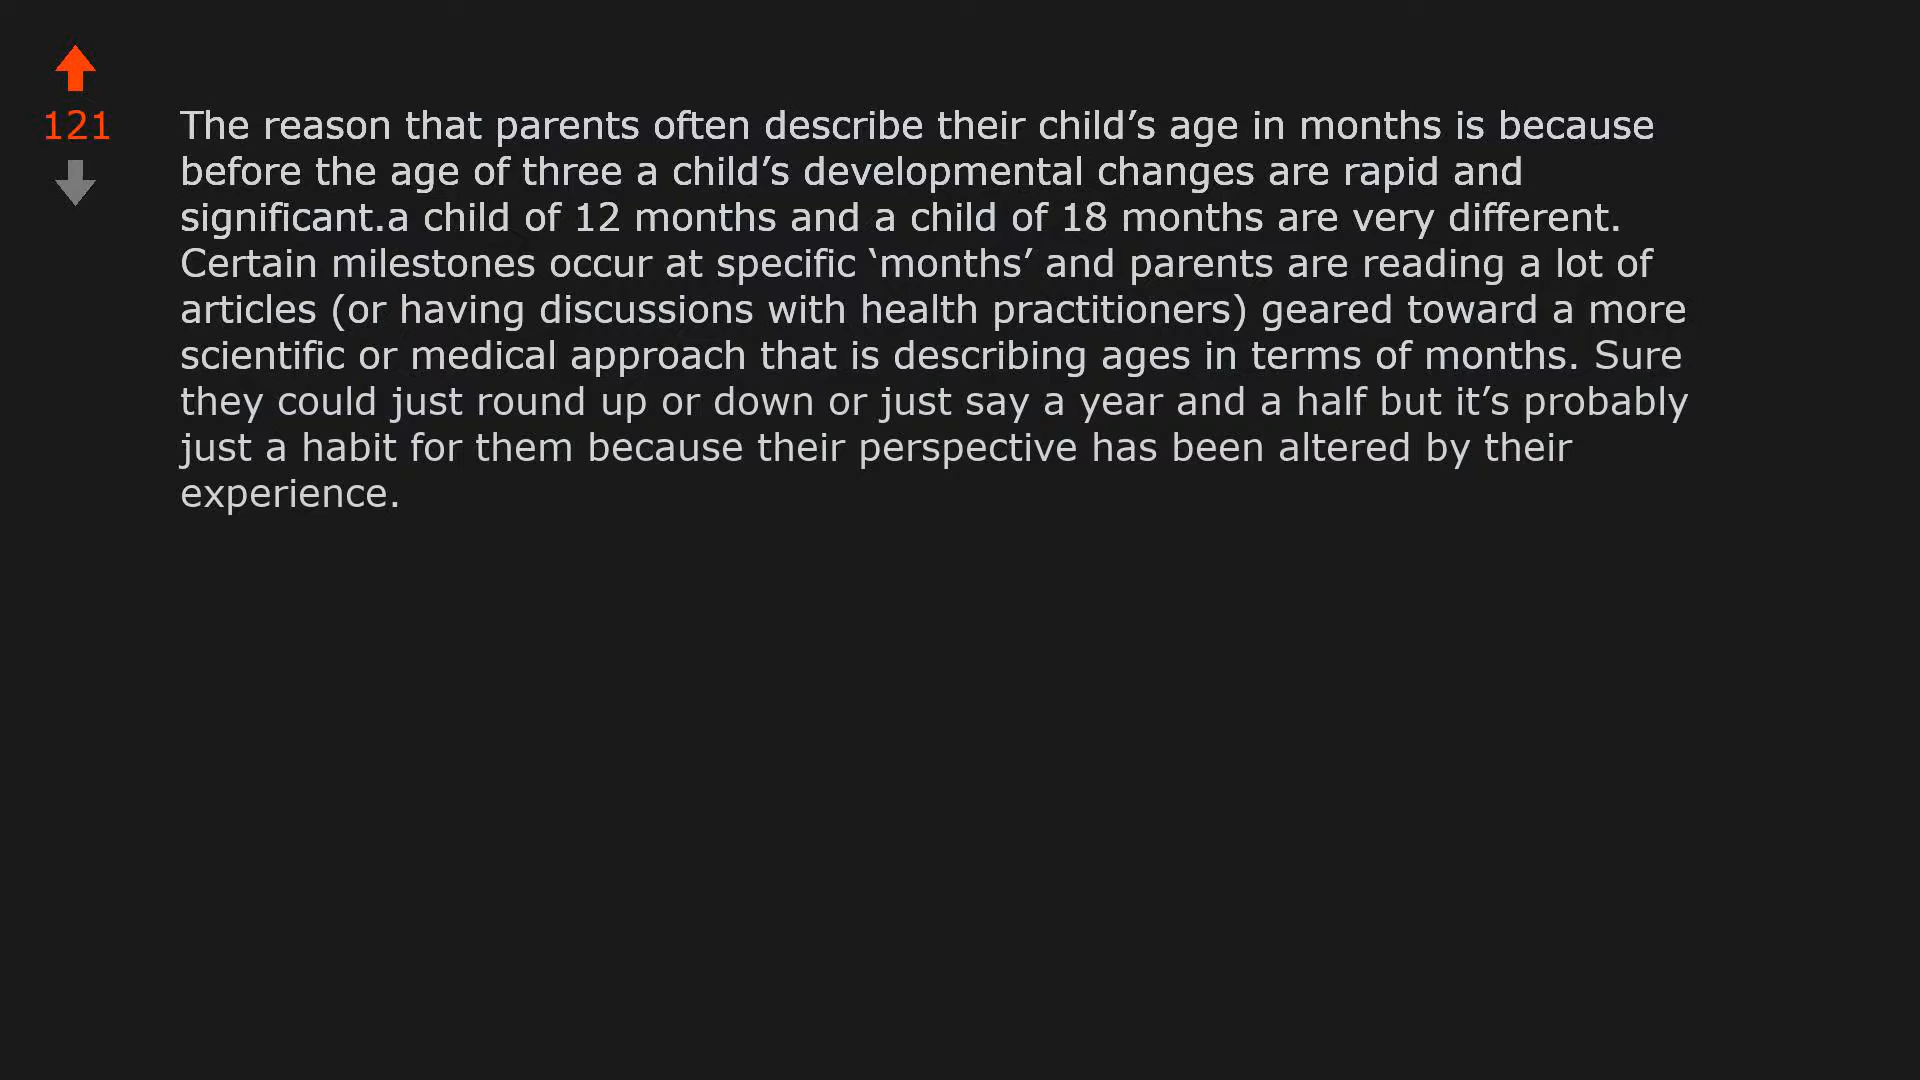 121
The reason that parents often describe their child’s age in months is because
before the age of three a child’s developmental changes are rapid and
significant.a child of 12 months and a child of 18 months are very different.
Certain milestones occur at specific ‘months’ and parents are reading a lot of
articles (or having discussions with health practitioners) geared toward a more
scientific or medical approach that is describing ages in terms of months. Sure
they could just round up or down or just say a year and a half but it’s probably
just a habit for them because their perspective has been altered by their
experience.